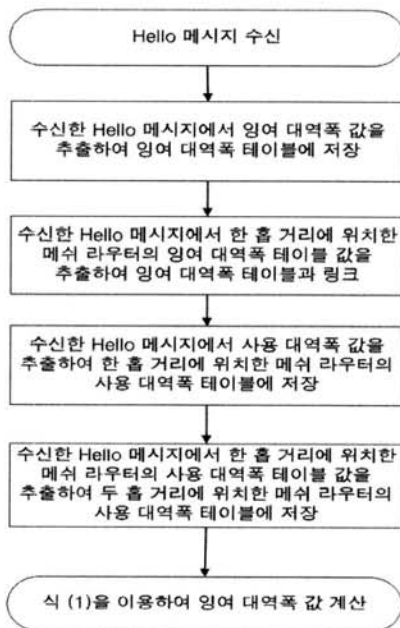 Hello 메시지 수신
수신한 Hello 메시지에서 잉여 대역폭 값을
추출하여 잉여 대역폭 테이블에 저장
수신한 Hello 메시지에서 한 홉 거리에 위치한
메쉬 라우터의 잉여 대역폭 테이블 값을
추출하여 잉여 대역폭 테이블과 링크
수신한 Hello 메시지에서 사용 대역폭 값을
추출하여 한 홉 거리에 위치한 메쉬 라우터의
사용 대역폭 테이블에 저장
수신한 Hello 메시지에서 한 홉 거리에 위치한
메쉬 라우터의 사용 대역폭 테이블 값을
추출하여 두 홉 거리에 위치한 메쉬 라우터의
사용 대역폭 테이블에 저장
식 (1)을 이용하여 잉여 대역폭 값 계산